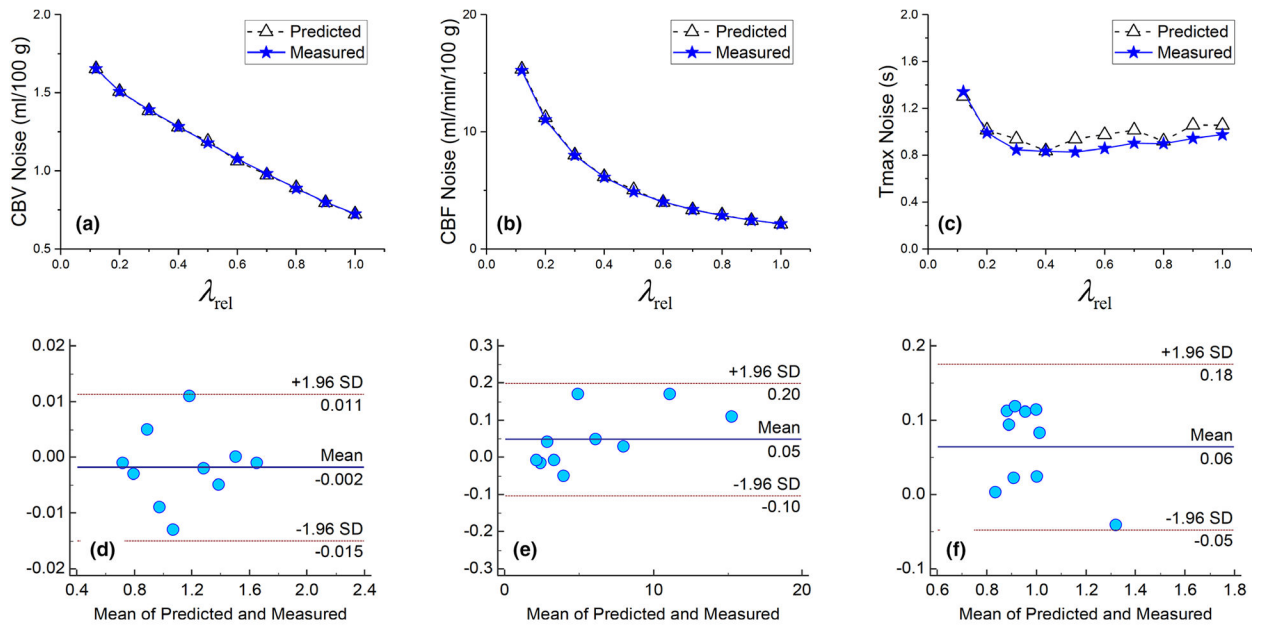 CBV Noise (ml/100 g)
2.0
1.5
1.0
0.5
Predicted
Measured
(a)
0.0 0.2 0.4 0.6 0.8 1.0
λrel
CBF Noise (ml/min/100 g)
20
10
0
Predicted
Measured
(b)
0.0 0.2 0.4 0.6 0.8 1.0
λrel
Tmax Noise (s)
2.0
1.6
1.2
0.8
0.4
0.0
Predicted
Measured
(c)
0.0 0.2 0.4 0.6 0.8 1.0
λrel
0.02
0.01
0.00
-0.01
-0.02
+1.96 SD
0.011
Mean
-0.002
-1.96 SD
-0.015
(d)
0.4 0.8 1.2 1.6 2.0 2.4
Mean of Predicted and Measured
0.3
0.2
0.1
0.0
-0.1
-0.2
-0.3
+1.96 SD
0.20
Mean
0.05
-1.96 SD
-0.10
(e)
0 10 20
Mean of Predicted and Measured
0.2
0.1
0.0
-0.1
+1.96 SD
0.18
Mean
0.06
-1.96 SD
-0.05
(f)
0.6 0.8 1.0 1.2 1.4 1.6 1.8
Mean of Predicted and Measured